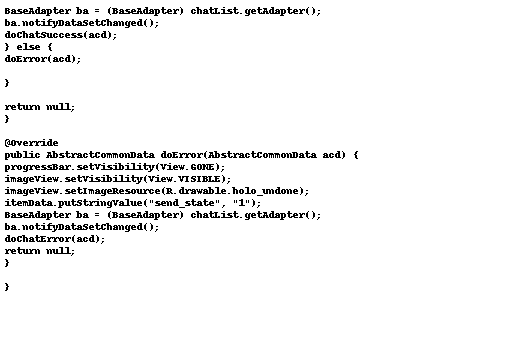 BaseAdapter ba = (BaseAdapter) chatList.getAdapter();
ba.notifyDataSetChanged();
doChatSuccess(acd);
} else {
doError(acd);
}
return null;
}
@Override
public AbstractCommonData doError(AbstractCommonData acd) {
progressBar.setVisibility(View.GONE);
imageView.setVisibility(View.VISIBLE);
imageView.setImageResource(R.drawable.holo_undone);
itemData.putStringValue("send_state", "1");
BaseAdapter ba = (BaseAdapter) chatList.getAdapter();
ba.notifyDataSetChanged();
doChatError(acd);
return null;
}
}